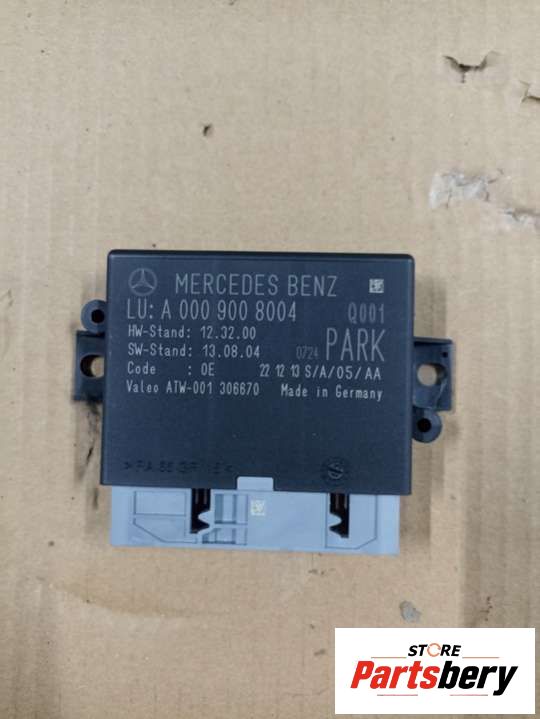 MERCEDES BENZ
LU: A 000 900 8004 Q001
HW-Stand: 12.32.00
SW-Stand: 13.08.04 0724 PARK
Code : 0E 22 12 13 S/A/05/AA
Valeo ATW-001 306670 Made in Germany
STORE
Partsbery